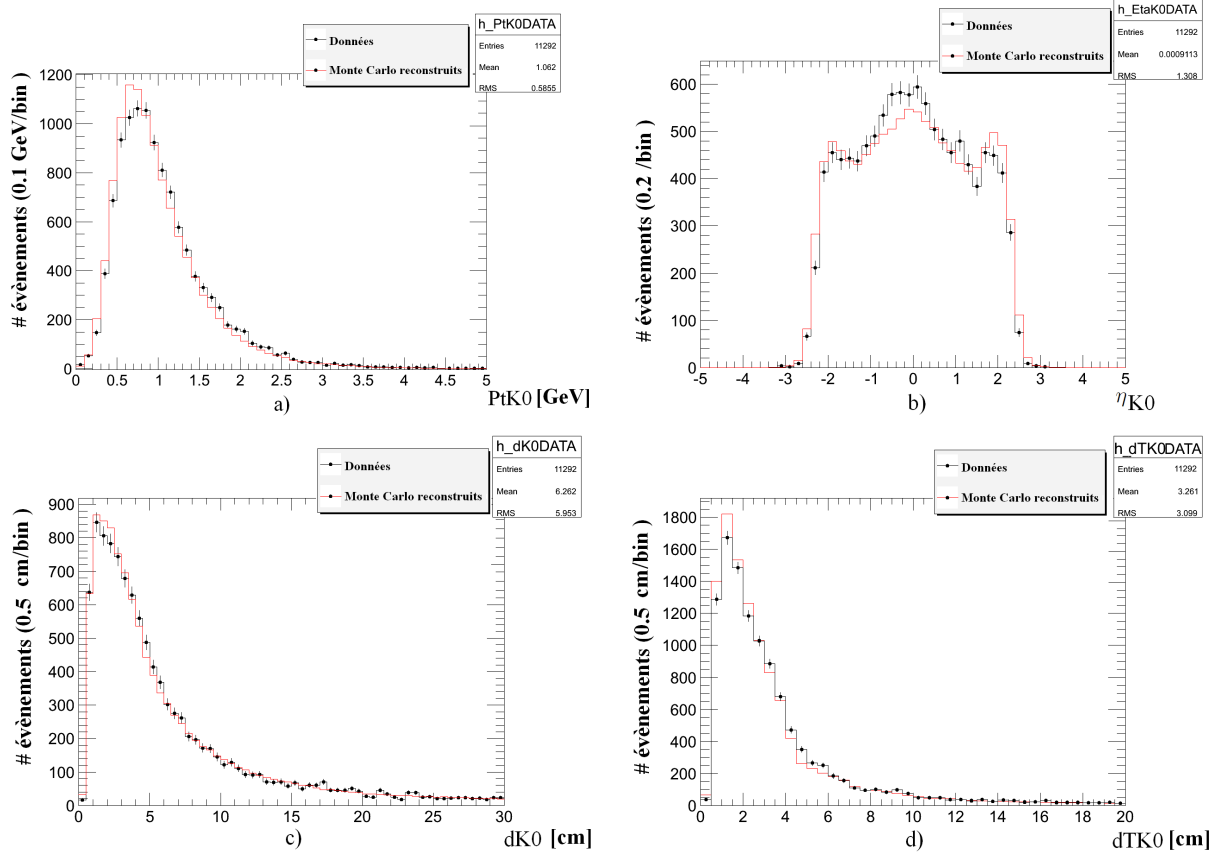 h_PtK0DATA
Entries 11292
Mean 1.062
RMS 0.5855
Données
Monte Carlo reconstruits
# évènements (0.1 GeV/bin)
1200
1000
800
600
400
200
0
0 0.5 1 1.5 2 2.5 3 3.5 4 4.5 5
a)
PtK0 [GeV]
h_EtaK0DATA
Entries 11292
Mean 0.0009113
RMS 1.308
Données
Monte Carlo reconstruits
# évènements (0.2 /bin)
600
500
400
300
200
100
0
-5 -4 -3 -2 -1 0 1 2 3 4 5
b)
ηK0
h_dK0DATA
Entries 11292
Mean 6.262
RMS 5.953
Données
Monte Carlo reconstruits
# évènements (0.5 cm/bin )
900
800
700
600
500
400
300
200
100
0
0 5 10 15 20 25 30
c)
dK0 [cm]
h_dTK0DATA
Entries 11292
Mean 3.261
RMS 3.099
Données
Monte Carlo reconstruits
# évènements (0.5 cm/bin )
1800
1600
1400
1200
1000
800
600
400
200
0
0 2 4 6 8 10 12 14 16 18 20
d)
dTK0 [cm]